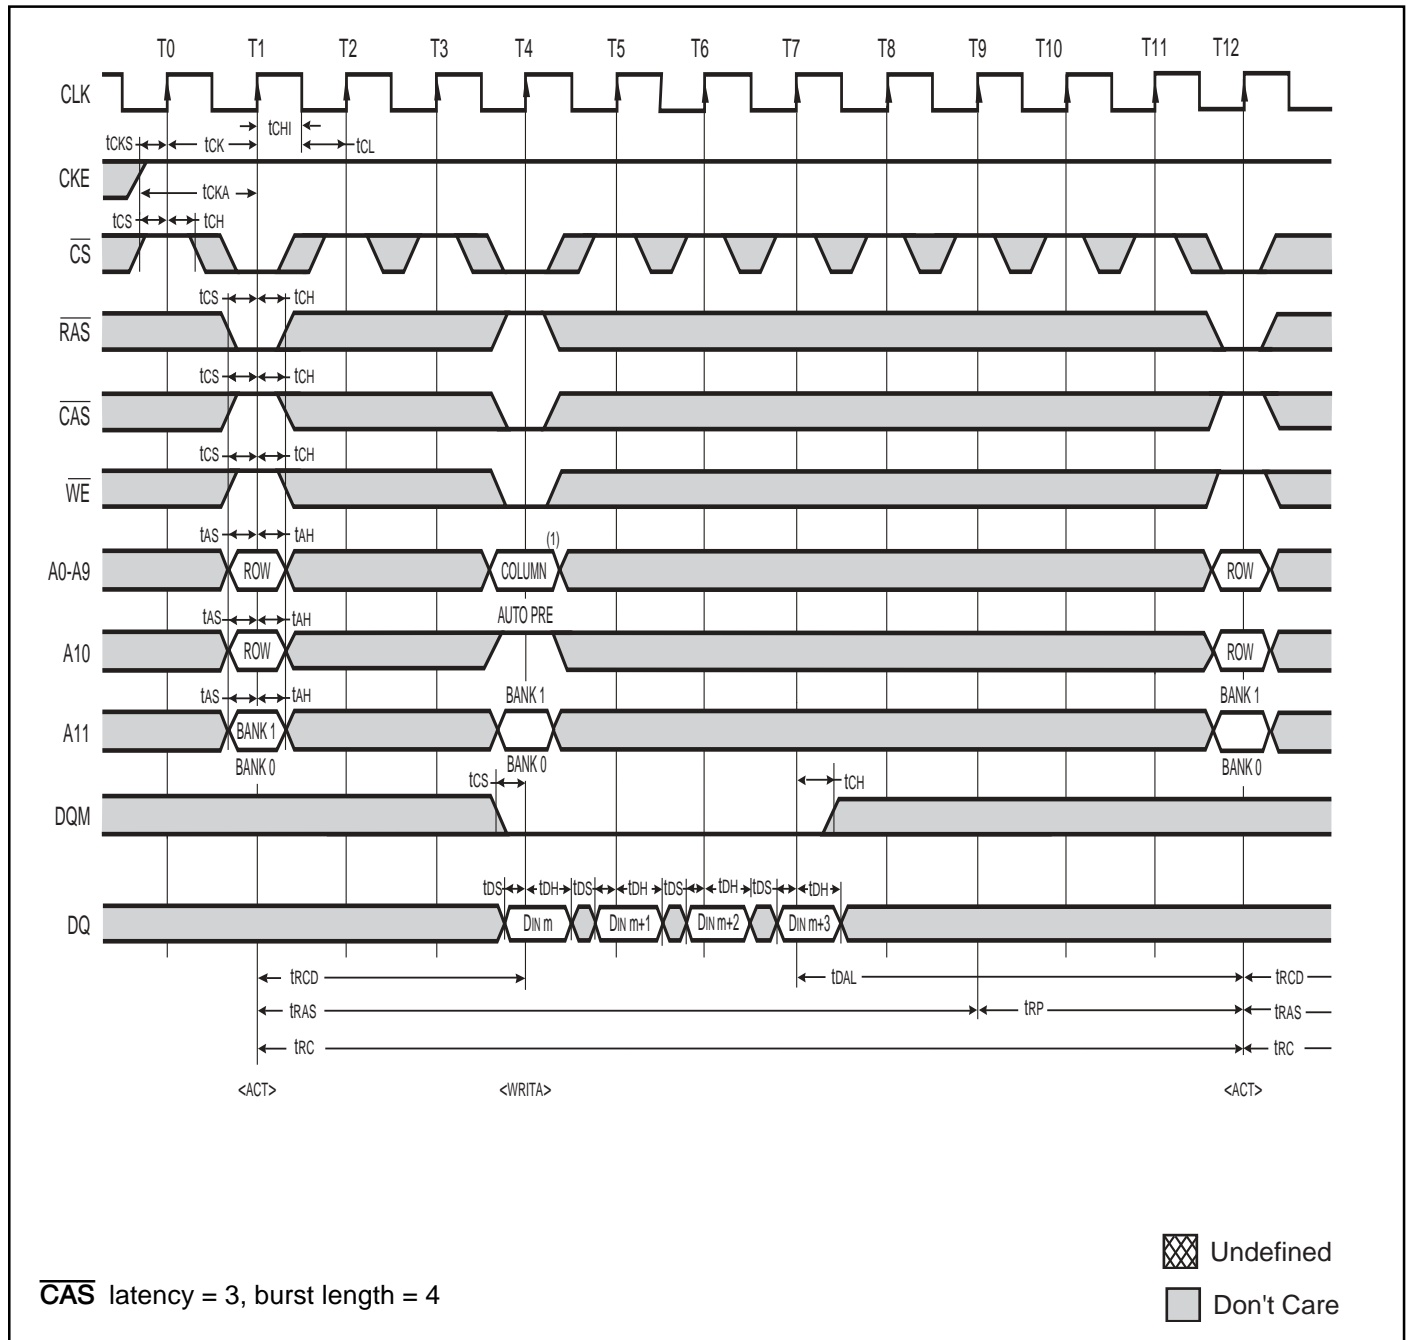 T0 T1 T2 T3 T4 T5 T6 T7 T8 T9 T10 T11 T12
CLK
tCHI
tCKS tCK tCL
CKE
tCKA
tCS tCH
CS
tCS tCH
RAS
tCS tCH
CAS
tCS tCH
WE
tAS tAH (1)
A0-A9 ROW COLUMN ROW
tAS tAH AUTO PRE
A10 ROW ROW
tAS tAH BANK 1 BANK 1
A11 BANK 1
BANK 0 BANK 0 BANK 0
tCS tCH
DQM
tDS tDH tDS tDH tDS tDH tDS tDH
DQ DIN m DIN m+1 DIN m+2 DIN m+3
tRCD tDAL tRCD
tRAS tRP tRAS
tRC tRC
<ACT> <WRITA> <ACT>
Undefined
CAS latency = 3, burst length = 4
Don't Care